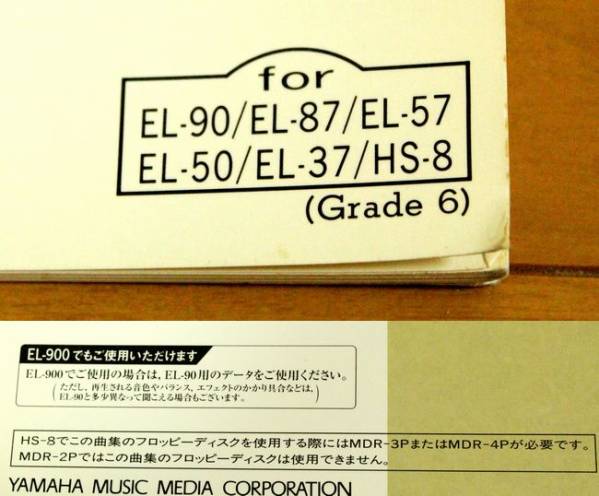 for
EL-90/EL-87/EL-57
EL-50/EL-37/HS-8
(Grade 6)
EL-900でもご使用いただけます
EL-900でご使用の場合は、EL-90用のデータをご使用ください。
(ただし、再生される音色やバランス、エフェクトのかかり具合などは、
EL-90と多少異なって聞こえる場合もございます。)
HS-8でこの曲集のフロッピーディスクを使用する際にはMDR-3PまたはMDR-4Pが必要です。
MDR-2Pではこの曲集のフロッピーディスクは使用できません。
YAMAHA MUSIC MEDIA CORPORATION